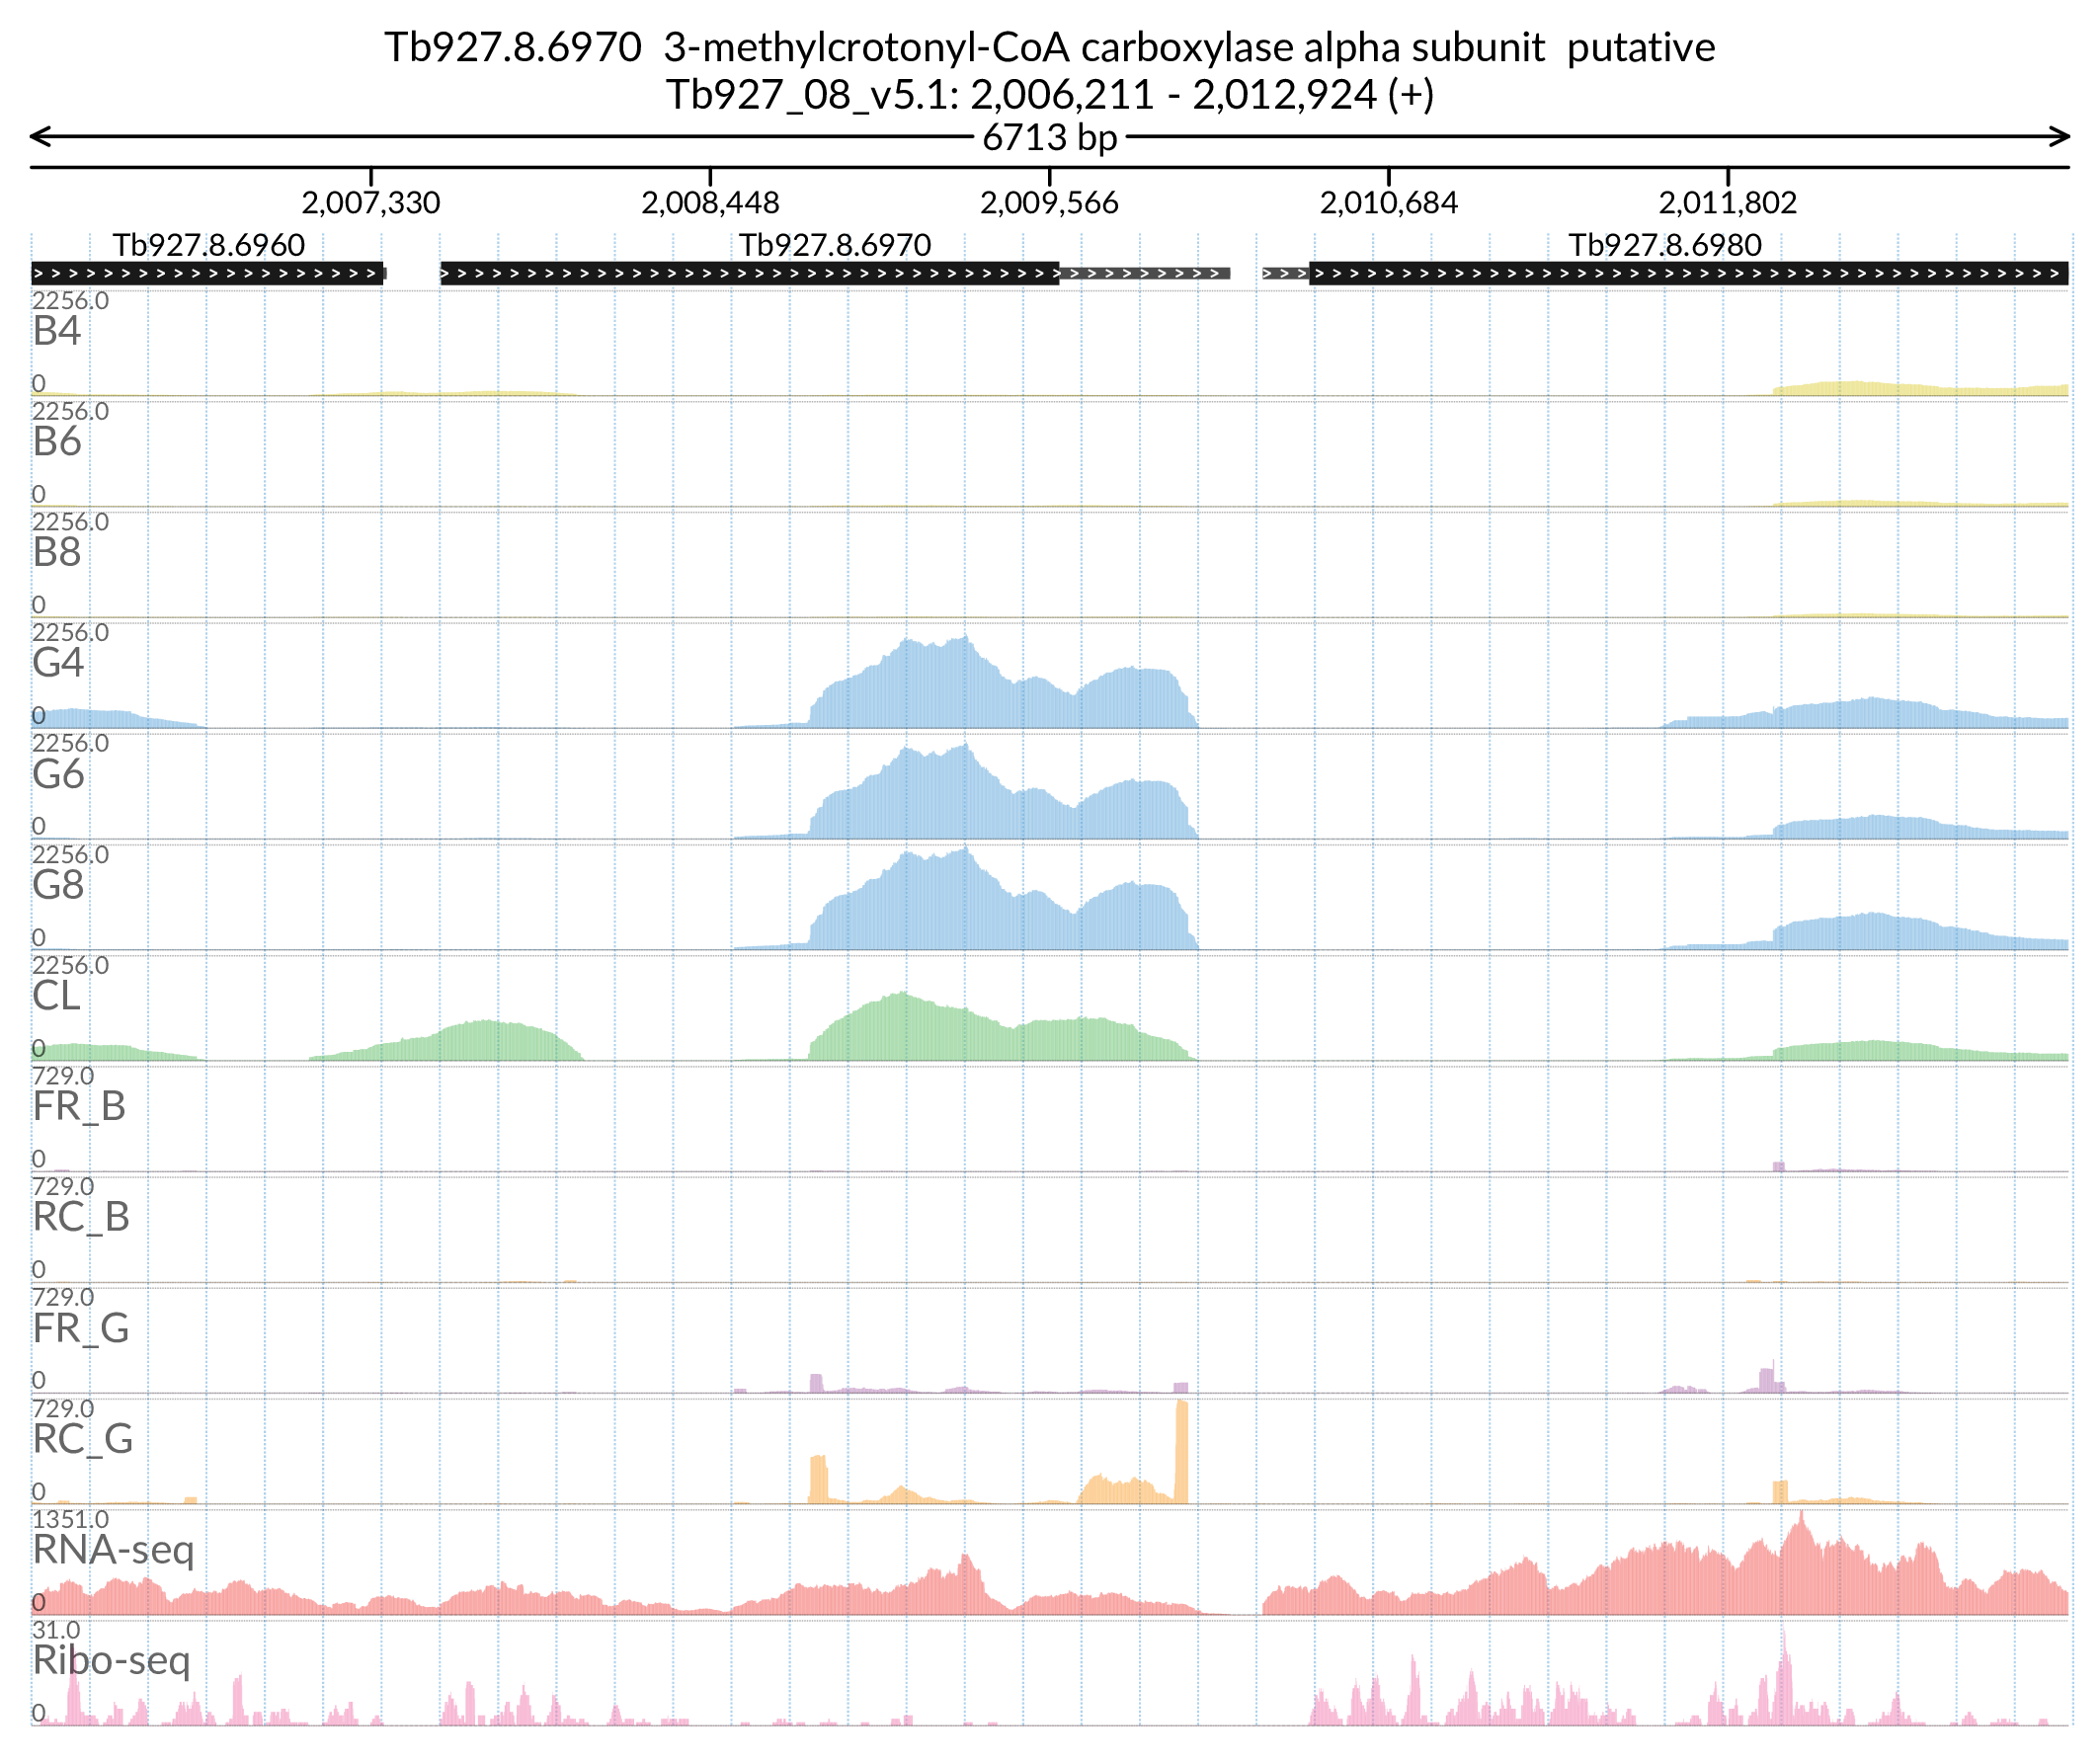 Tb927.8.6970  3-methylcrotonyl-CoA carboxylase alpha subunit  putative
Tb927_08_v5.1: 2,006,211 - 2,012,924 (+)
6713 bp
2,007,330 2,008,448 2,009,566 2,010,684 2,011,802
Tb927.8.6960 Tb927.8.6970 Tb927.8.6980
2256.0
B4
0
2256.0
B6
0
2256.0
B8
0
2256.0
G4
0
2256.0
G6
0
2256.0
G8
0
2256.0
CL
0
729.0
FR_B
0
729.0
RC_B
0
729.0
FR_G
0
729.0
RC_G
0
1351.0
RNA-seq
0
31.0
Ribo-seq
0